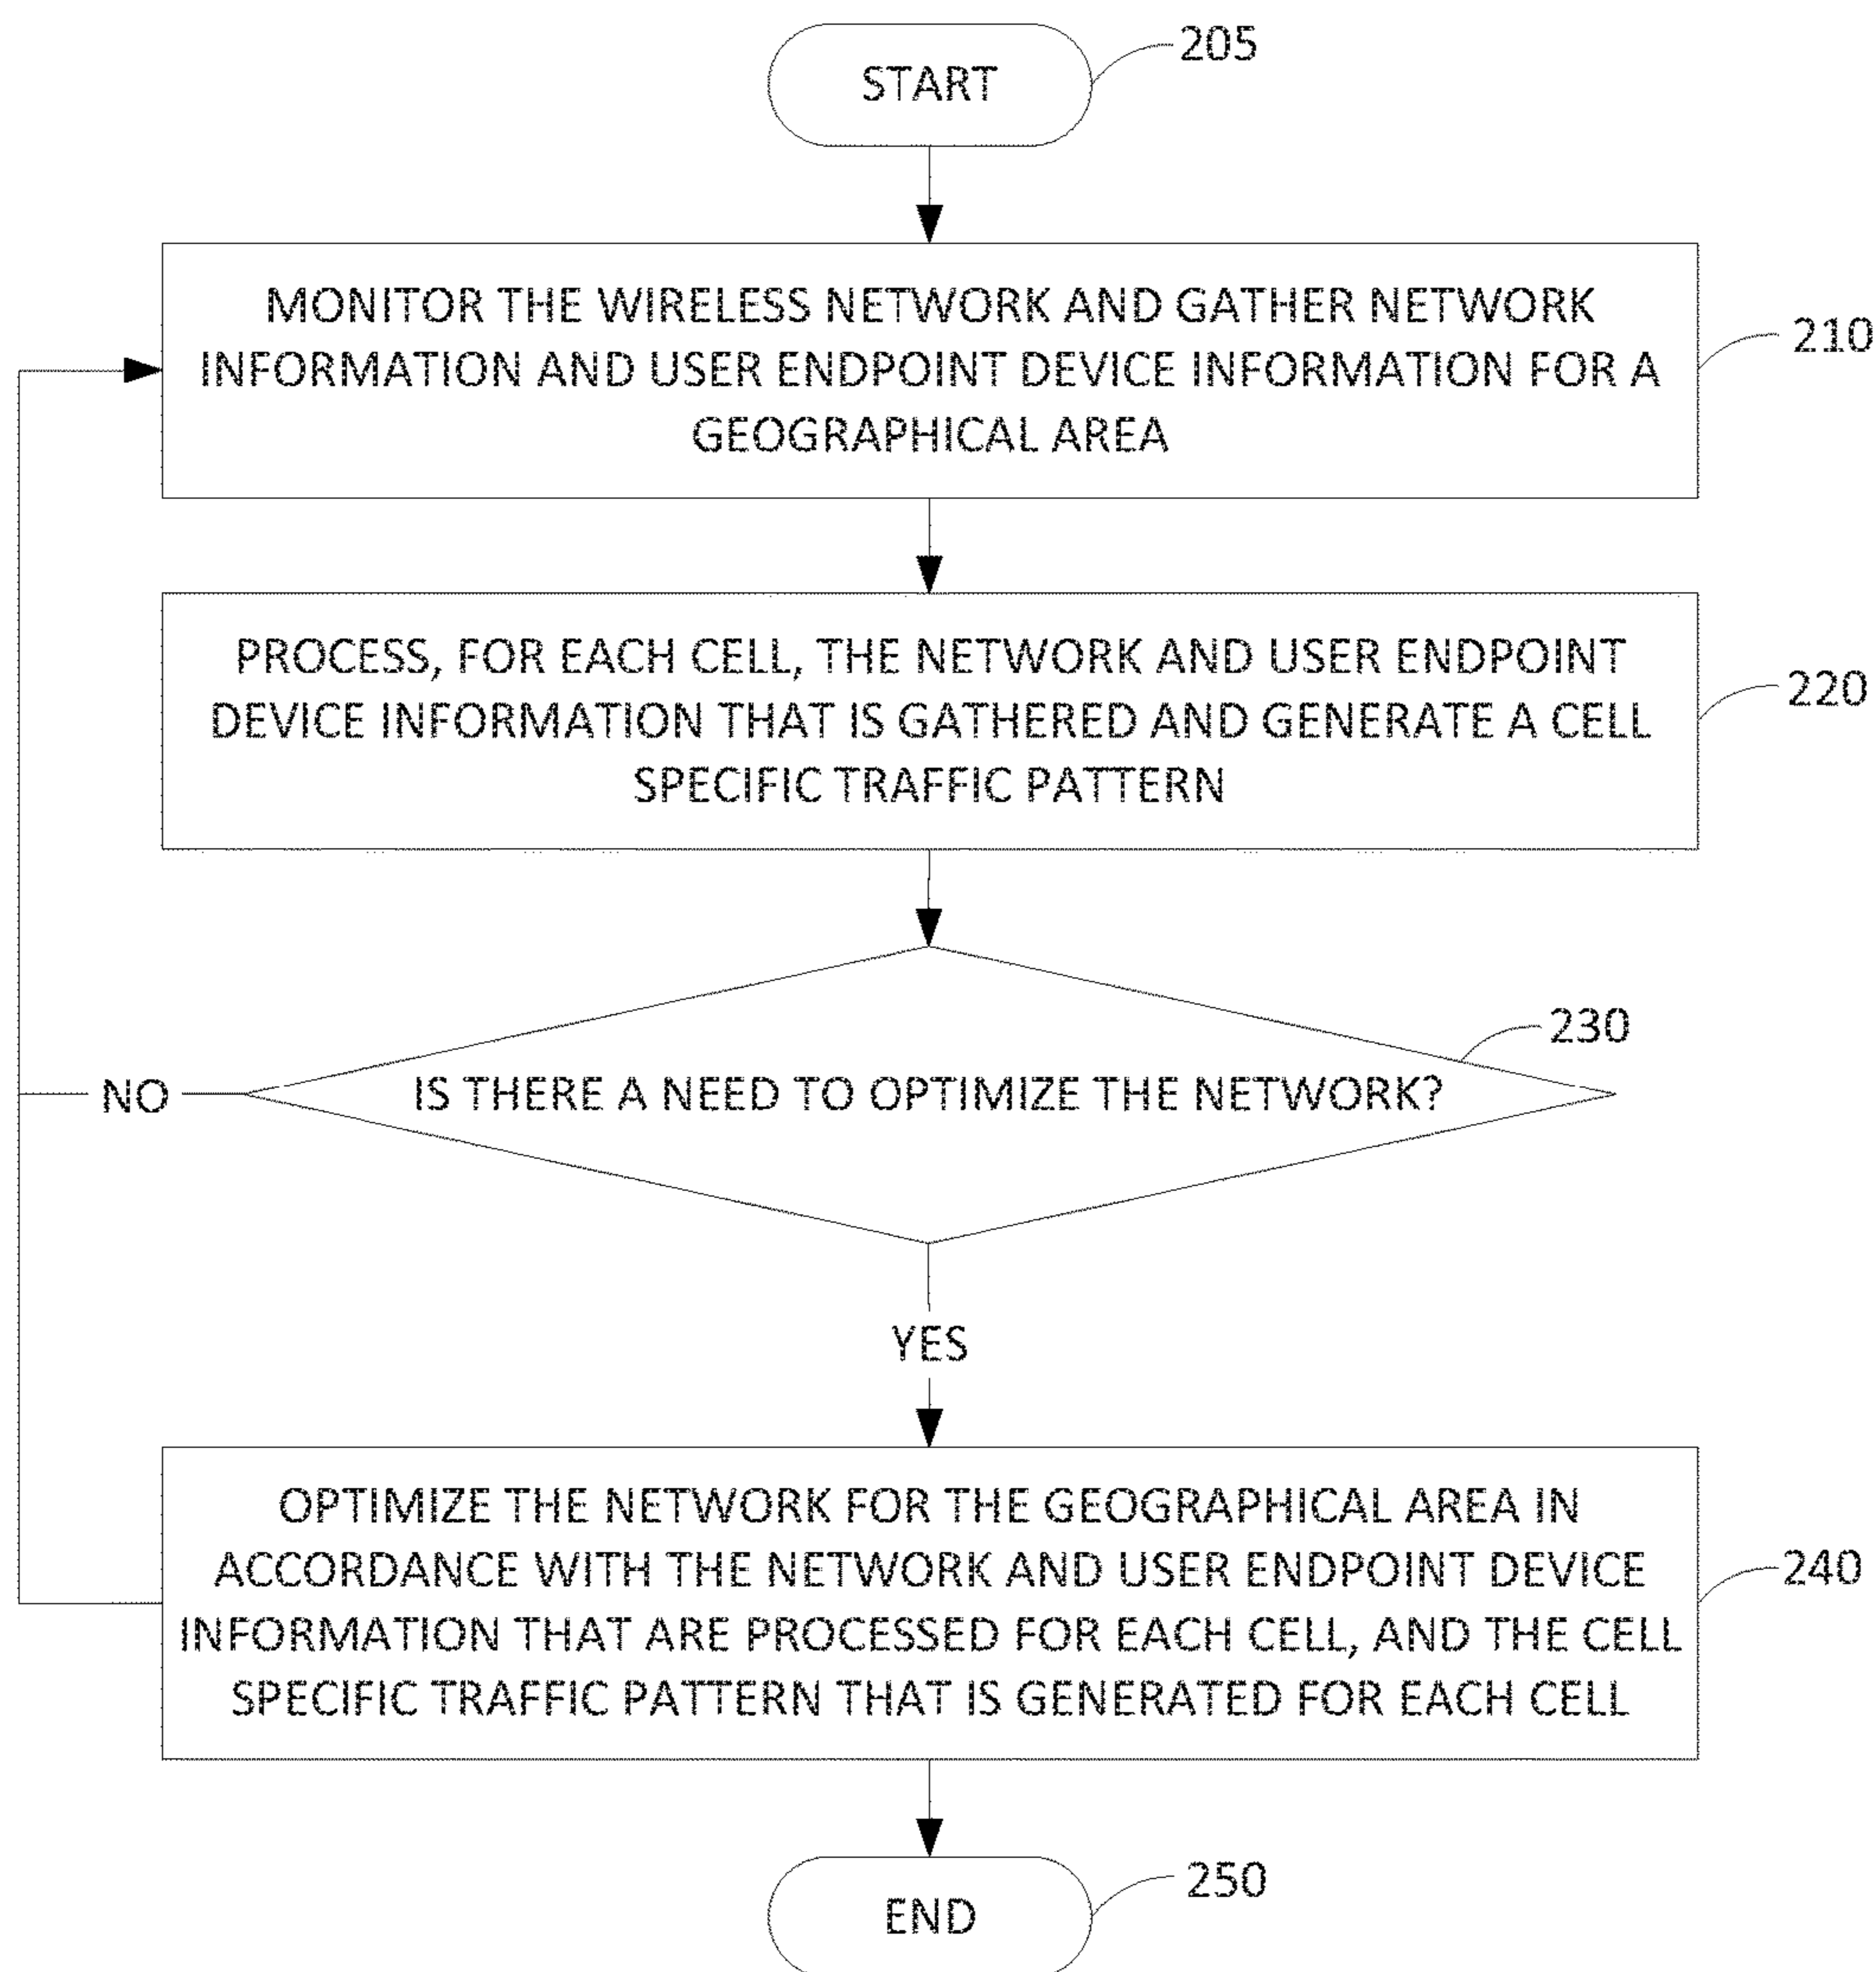 START
205
MONITOR THE WIRELESS NETWORK AND GATHER NETWORK
INFORMATION AND USER ENDPOINT DEVICE INFORMATION FOR A
GEOGRAPHICAL AREA
210
PROCESS, FOR EACH CELL, THE NETWORK AND USER ENDPOINT
DEVICE INFORMATION THAT IS GATHERED AND GENERATE A CELL
SPECIFIC TRAFFIC PATTERN
220
230
NO
IS THERE A NEED TO OPTIMIZE THE NETWORK?
YES
OPTIMIZE THE NETWORK FOR THE GEOGRAPHICAL AREA IN
ACCORDANCE WITH THE NETWORK AND USER ENDPOINT DEVICE
INFORMATION THAT ARE PROCESSED FOR EACH CELL, AND THE CELL
SPECIFIC TRAFFIC PATTERN THAT IS GENERATED FOR EACH CELL
240
END
250